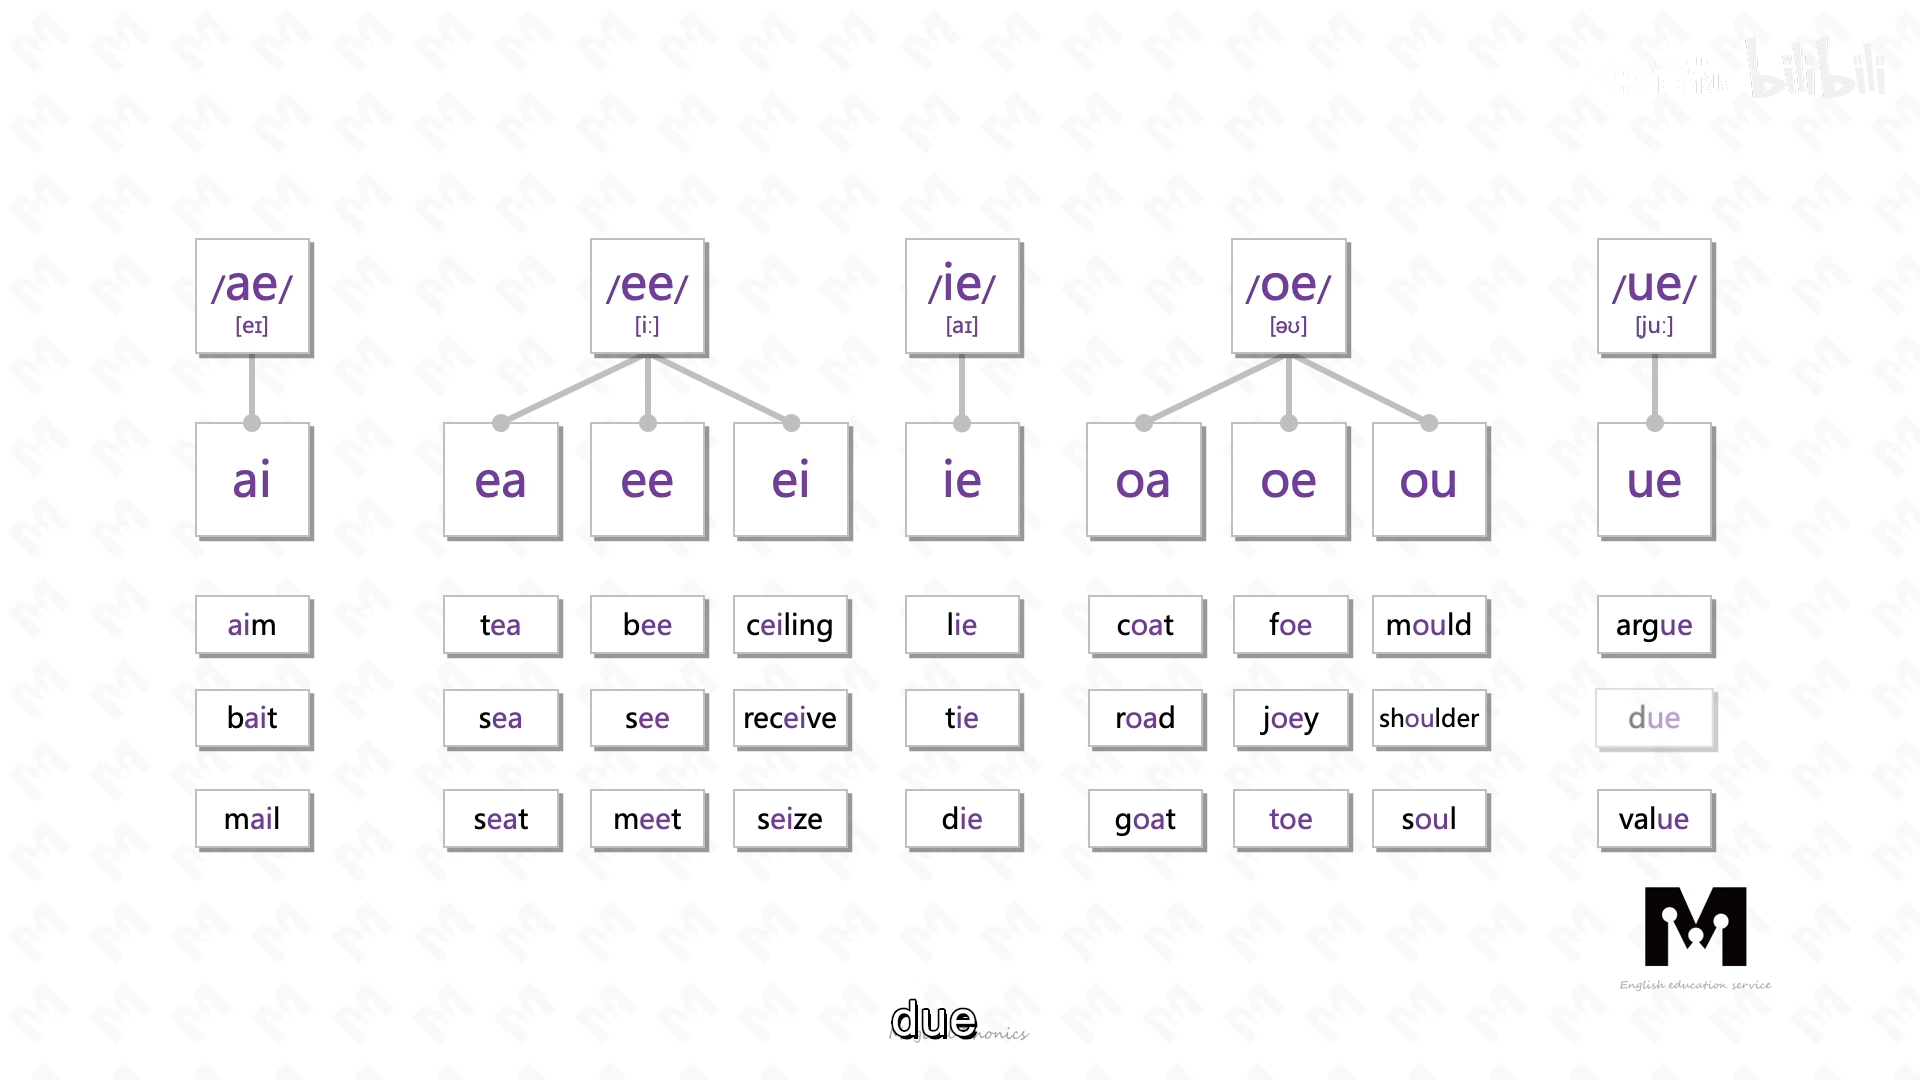 bilibili
/ae/ /ee/ /ie/ /oe/ /ue/
[eɪ] [iː] [aɪ] [əʊ] [juː]
ai ea ee ei ie oa oe ou ue
aim tea bee ceiling lie coat foe mould argue
bait sea see receive tie road joey shoulder due
mail seat meet seize die goat toe soul value
English education service
due